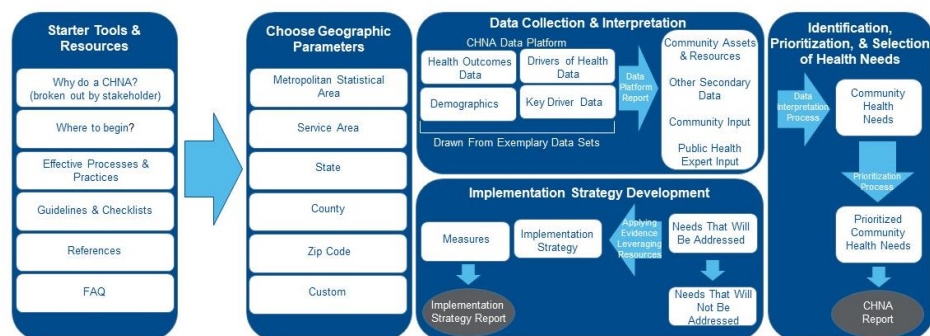 Starter Tools &
Resources
Why do a CHNA?
(broken out by stakeholder)
Where to begin?
Effective Processes &
Practices
Guidelines & Checklists
References
FAQ
Choose Geographic
Parameters
Metropolitan Statistical
Area
Service Area
State
County
Zip Code
Custom
Data Collection & Interpretation
CHNA Data Platform
Health Outcomes
Data
Drivers of Health
Data
Demographics
Key Driver Data
Drawn From Exemplary Data Sets
Data
Platform
Report
Community Assets
& Resources
Other Secondary
Data
Community Input
Public Health
Expert Input
Implementation Strategy Development
Measures
Implementation
Strategy
Applying
Evidence
Leveraging
Resources
Needs That Will
Be Addressed
Needs That Will
Not Be
Addressed
Implementation
Strategy Report
Identification,
Prioritization, & Selection
of Health Needs
Data
Interpretation
Process
Community
Health
Needs
Prioritization
Process
Prioritized
Community
Health Needs
CHNA
Report